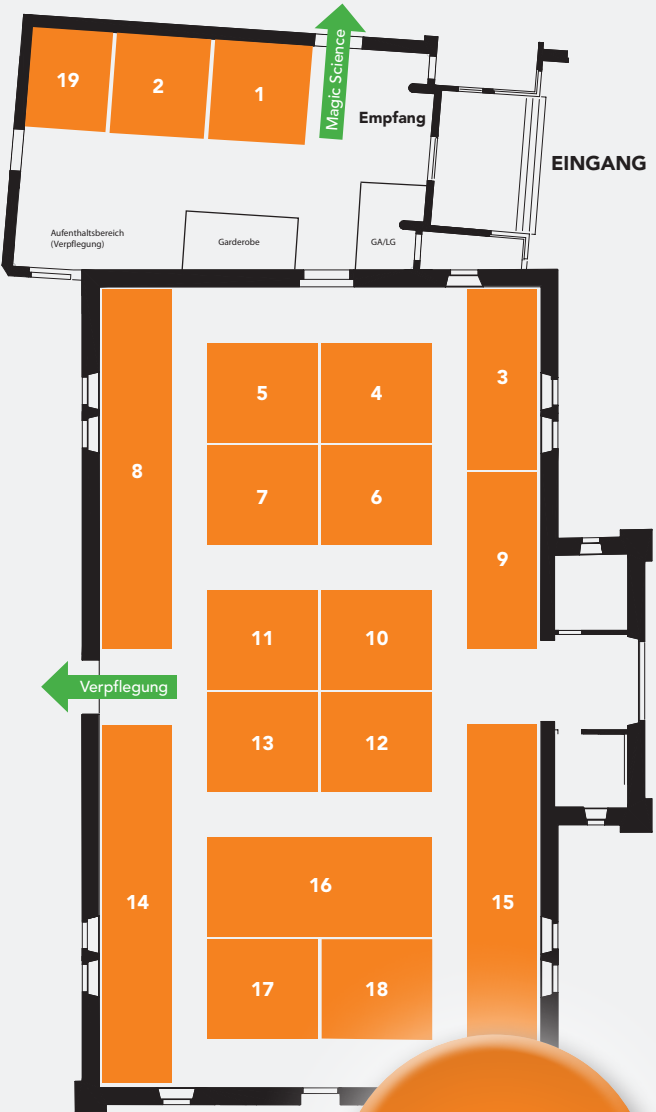 Magic Science
19
2
1
Empfang
EINGANG
Aufenthaltsbereich
(Verpflegung)
Garderobe
GA/LG
3
5
4
8
7
6
9
11
10
Verpflegung
13
12
16
14
15
17
18